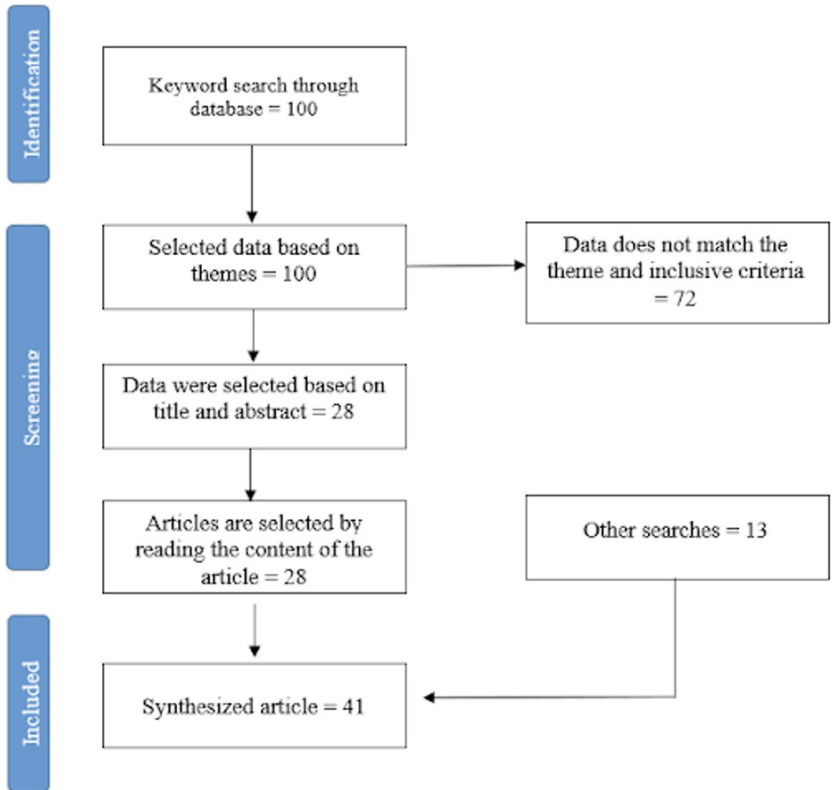 Identification
Keyword search through
database = 100
Screening
Selected data based on
themes = 100
Data does not match the
theme and inclusive criteria
= 72
Data were selected based on
title and abstract = 28
Articles are selected by
reading the content of the
article = 28
Other searches = 13
Included
Synthesized article = 41